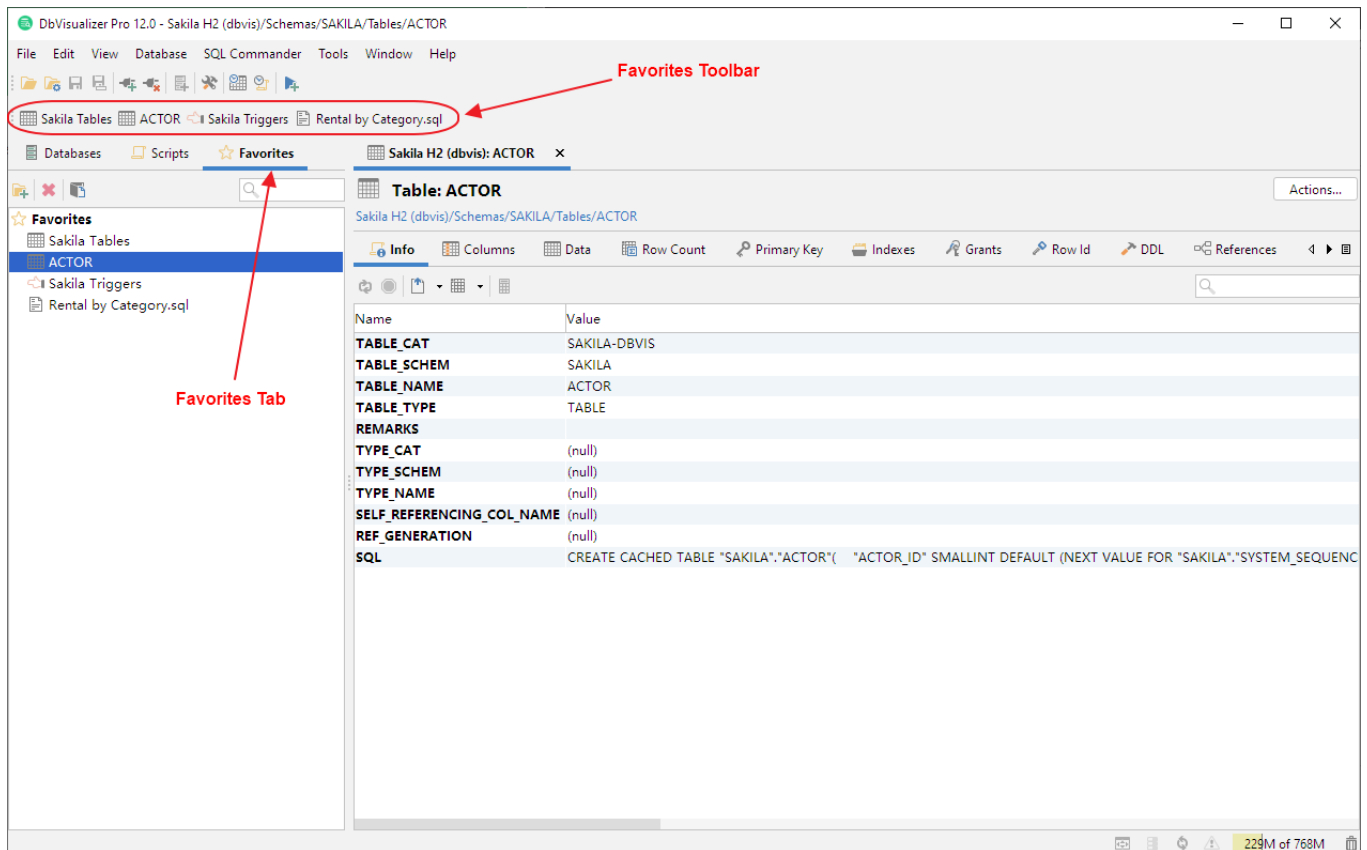 DbVisualizer Pro 12.0 - Sakila H2 (dbvis)/Schemas/SAKILA/Tables/ACTOR
File Edit View Database SQL Commander Tools Window Help
Favorites Toolbar
Sakila Tables ACTOR Sakila Triggers Rental by Category.sql
Databases Scripts Favorites
Sakila H2 (dbvis): ACTOR
Favorites
Sakila Tables
ACTOR
Sakila Triggers
Rental by Category.sql
Favorites Tab
Table: ACTOR
Actions...
Sakila H2 (dbvis)/Schemas/SAKILA/Tables/ACTOR
Info Columns Data Row Count Primary Key Indexes Grants Row Id DDL References
Name Value
TABLE_CAT SAKILA-DBVIS
TABLE_SCHEM SAKILA
TABLE_NAME ACTOR
TABLE_TYPE TABLE
REMARKS
TYPE_CAT (null)
TYPE_SCHEM (null)
TYPE_NAME (null)
SELF_REFERENCING_COL_NAME (null)
REF_GENERATION (null)
SQL CREATE CACHED TABLE "SAKILA"."ACTOR"( "ACTOR_ID" SMALLINT DEFAULT (NEXT VALUE FOR "SAKILA"."SYSTEM_SEQUENC
229M of 768M